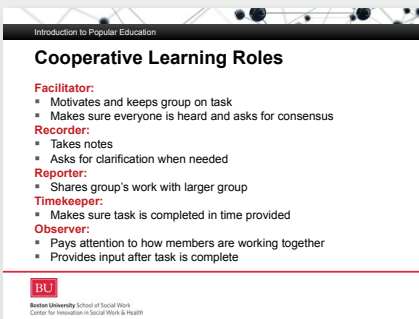 Introduction to Popular Education
Cooperative Learning Roles
Facilitator:
▪ Motivates and keeps group on task
▪ Makes sure everyone is heard and asks for consensus
Recorder:
▪ Takes notes
▪ Asks for clarification when needed
Reporter:
▪ Shares group’s work with larger group
Timekeeper:
▪ Makes sure task is completed in time provided
Observer:
▪ Pays attention to how members are working together
▪ Provides input after task is complete
BU
Boston University School of Social Work
Center for Innovation in Social Work & Health